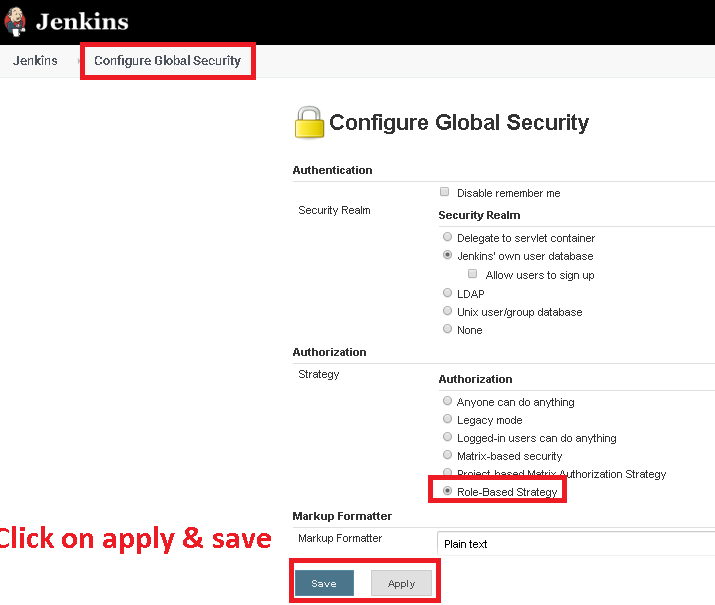 Jenkins
Jenkins Configure Global Security
Configure Global Security
Authentication
Disable remember me
Security Realm
Security Realm
Delegate to servlet container
Jenkins' own user database
Allow users to sign up
LDAP
Unix user/group database
None
Authorization
Strategy
Authorization
Anyone can do anything
Legacy mode
Logged-in users can do anything
Matrix-based security
Project-based Matrix Authorization Strategy
Role-Based Strategy
Markup Formatter
Markup Formatter
Plain text
Click on apply & save
Save Apply